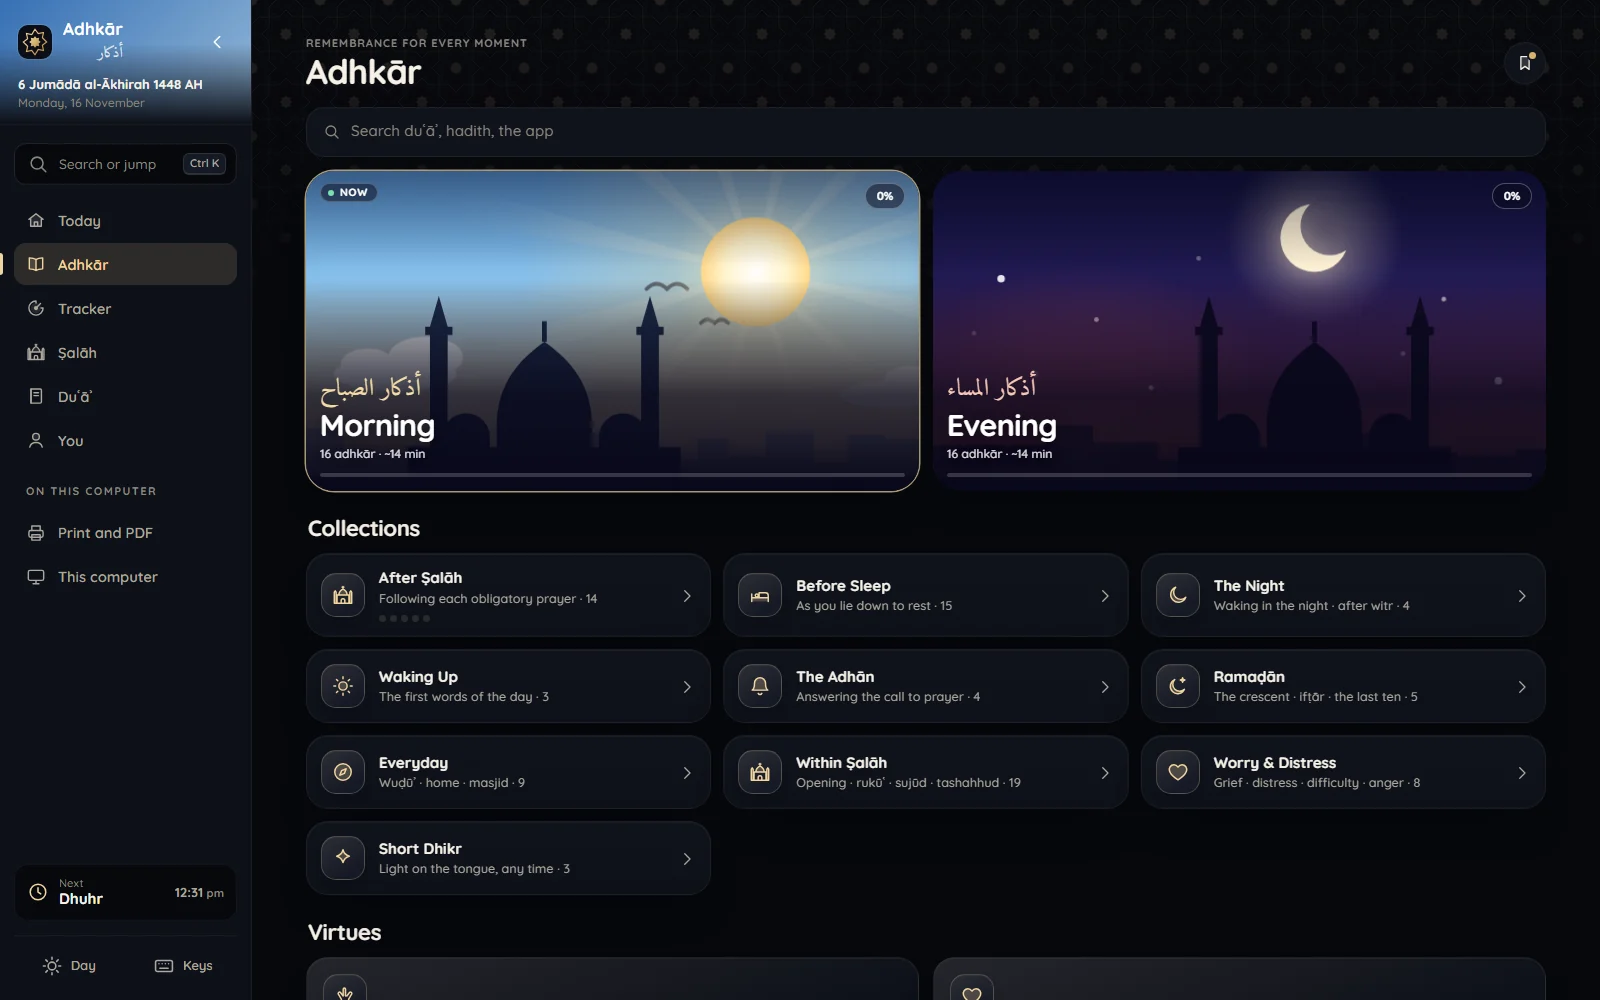 Adhkār
أذكار
6 Jumādā al-Ākhirah 1448 AH
Monday, 16 November
Search or jump
Ctrl K
Today
Adhkār
Tracker
Ṣalāh
Duʿāʾ
You
ON THIS COMPUTER
Print and PDF
This computer
Next
Dhuhr
12:31 pm
Day
Keys
REMEMBRANCE FOR EVERY MOMENT
Adhkār
Search duʿāʾ, hadith, the app
NOW
0%
أذكار الصباح
Morning
16 adhkār · ~14 min
0%
أذكار المساء
Evening
16 adhkār · ~14 min
Collections
After Ṣalāh
Following each obligatory prayer · 14
Before Sleep
As you lie down to rest · 15
The Night
Waking in the night · after witr · 4
Waking Up
The first words of the day · 3
The Adhān
Answering the call to prayer · 4
Ramaḍān
The crescent · ifṭār · the last ten · 5
Everyday
Wuḍūʾ · home · masjid · 9
Within Ṣalāh
Opening · rukūʿ · sujūd · tashahhud · 19
Worry & Distress
Grief · distress · difficulty · anger · 8
Short Dhikr
Light on the tongue, any time · 3
Virtues